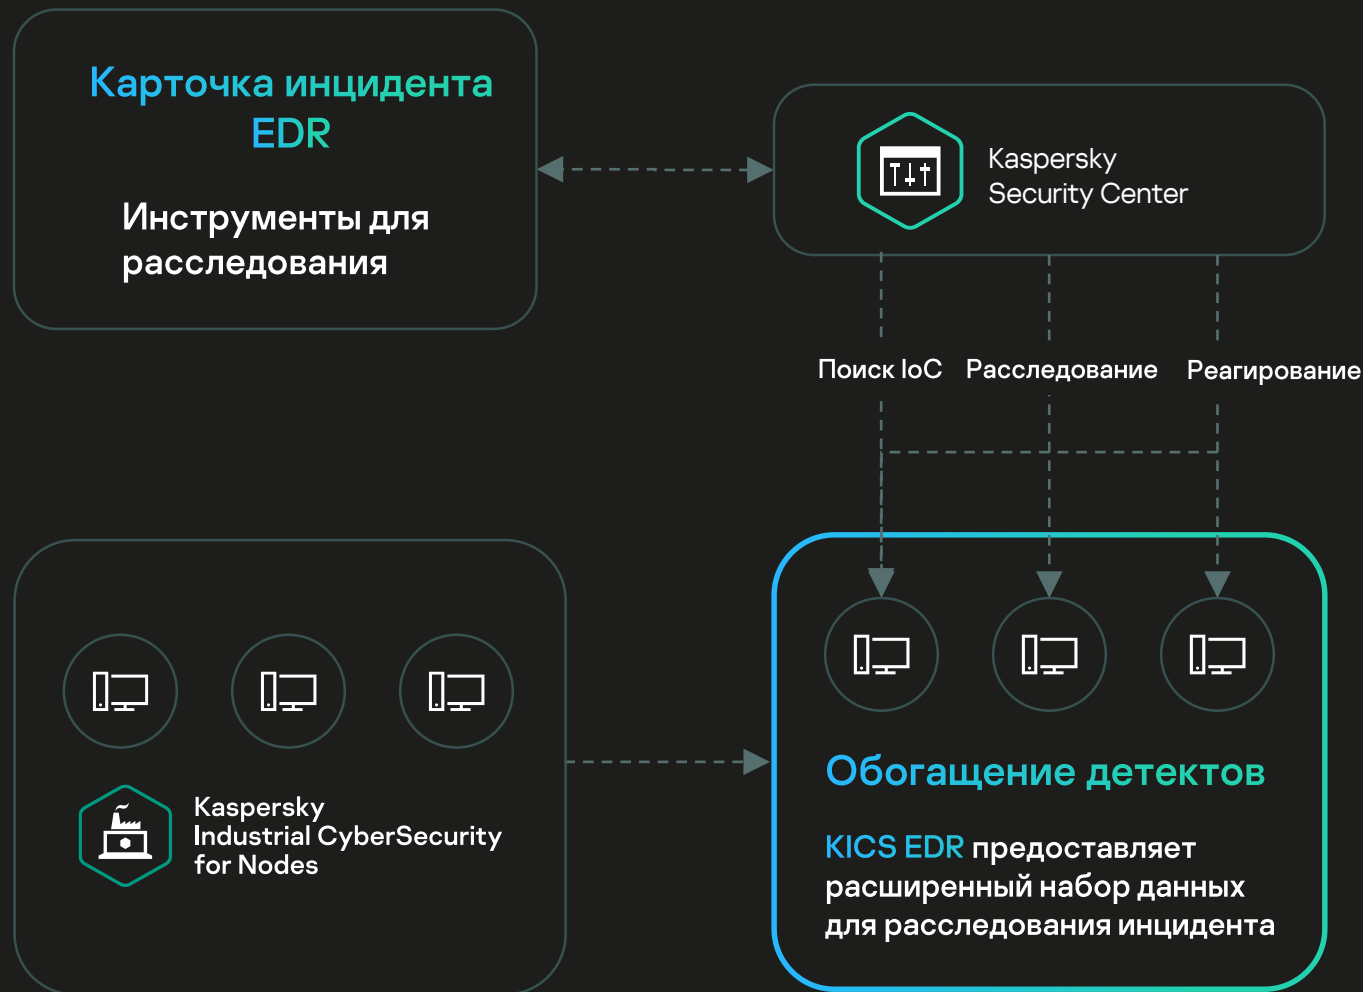 Карточка инцидента
EDR
Инструменты для
расследования
Kaspersky
Security Center
Поиск IoC
Расследование
Реагирование
Kaspersky
Industrial CyberSecurity
for Nodes
Обогащение детектов
KICS EDR предоставляет
расширенный набор данных
для расследования инцидента